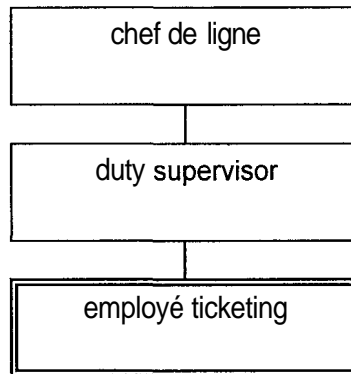 chef de ligne
duty supervisor
employé ticketing